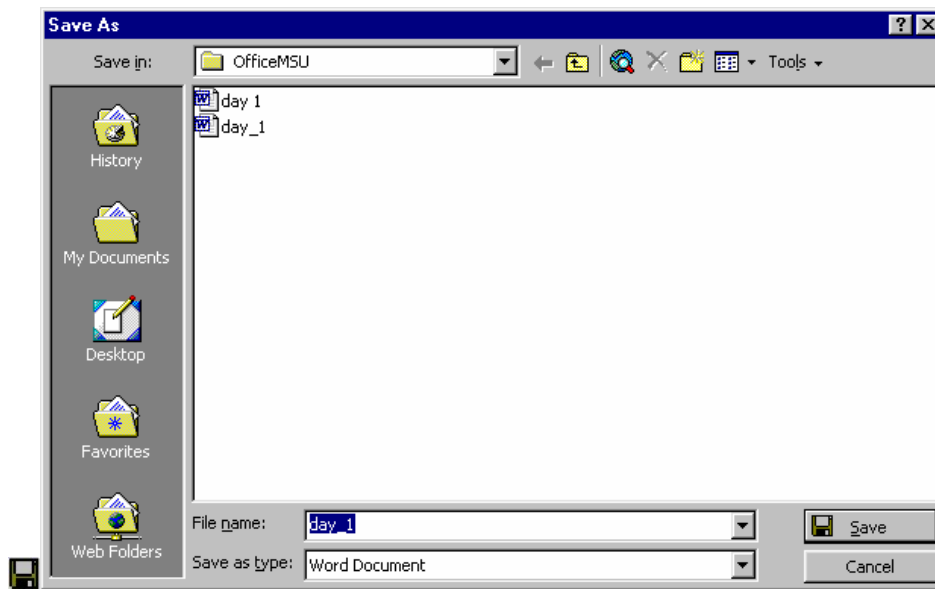 Save As
Save in: OfficeMSU Tools
day 1
day_1
History
My Documents
Desktop
Favorites
Web Folders
File name: day_1 Save
Save as type: Word Document Cancel